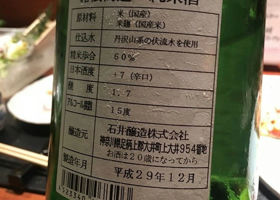 原材料 米(国産)
米麹(国産米)
仕込水 丹沢山系の伏流水を使用
精米歩合 60%
日本酒度 +7(辛口)
酸度 1.7
アルコール度数 15度
醸造元 石井醸造株式会社
神奈川県足柄上郡大井町上大井954番地
お酒は20歳になってから
製造年月 平成29年12月